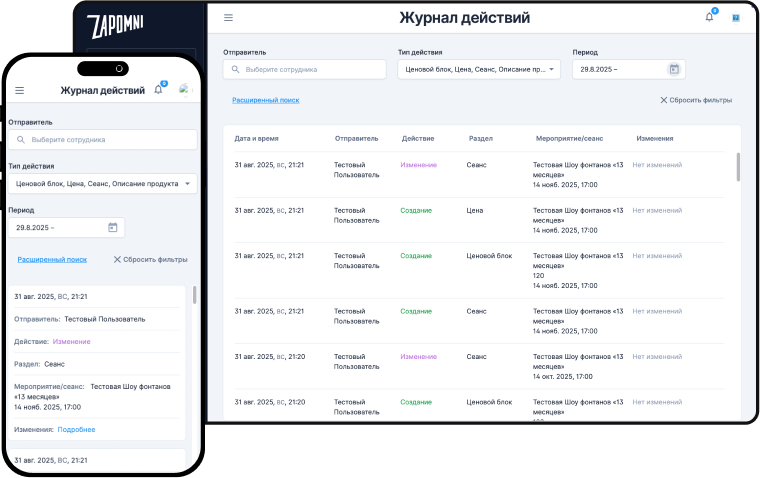 ZAPOMNI
Журнал действий
0
Отправитель
Тип действия
Период
Выберите сотрудника
Ценовой блок, Цена, Сеанс, Описание пр...
29.8.2025 –
Расширенный поиск
Сбросить фильтры
Дата и время Отправитель Действие Раздел Мероприятие/сеанс Изменения
31 авг. 2025, ВС, 21:21 Тестовый Пользователь Изменение Сеанс Тестовая Шоу фонтанов «13 месяцев» 14 нояб. 2025, 17:00 Нет изменений
31 авг. 2025, ВС, 21:21 Тестовый Пользователь Создание Цена Тестовая Шоу фонтанов «13 месяцев» 14 нояб. 2025, 17:00 Нет изменений
31 авг. 2025, ВС, 21:21 Тестовый Пользователь Создание Ценовой блок Тестовая Шоу фонтанов «13 месяцев» 120 14 нояб. 2025, 17:00 Нет изменений
31 авг. 2025, ВС, 21:21 Тестовый Пользователь Создание Сеанс Тестовая Шоу фонтанов «13 месяцев» 14 нояб. 2025, 17:00 Нет изменений
31 авг. 2025, ВС, 21:20 Тестовый Пользователь Изменение Сеанс Тестовая Шоу фонтанов «13 месяцев» 14 окт. 2025, 17:00 Нет изменений
31 авг. 2025, ВС, 21:20 Тестовый Пользователь Создание Ценовой блок Тестовая Шоу фонтанов «13 месяцев» Нет изменений
Журнал действий
0
Отправитель
Выберите сотрудника
Тип действия
Ценовой блок, Цена, Сеанс, Описание продукта
Период
29.8.2025 –
Расширенный поиск
Сбросить фильтры
31 авг. 2025, ВС, 21:21
Отправитель: Тестовый Пользователь
Действие: Изменение
Раздел: Сеанс
Мероприятие/сеанс: Тестовая Шоу фонтанов
«13 месяцев»
14 нояб. 2025, 17:00
Изменения: Подробнее
31 авг. 2025, ВС, 21:21